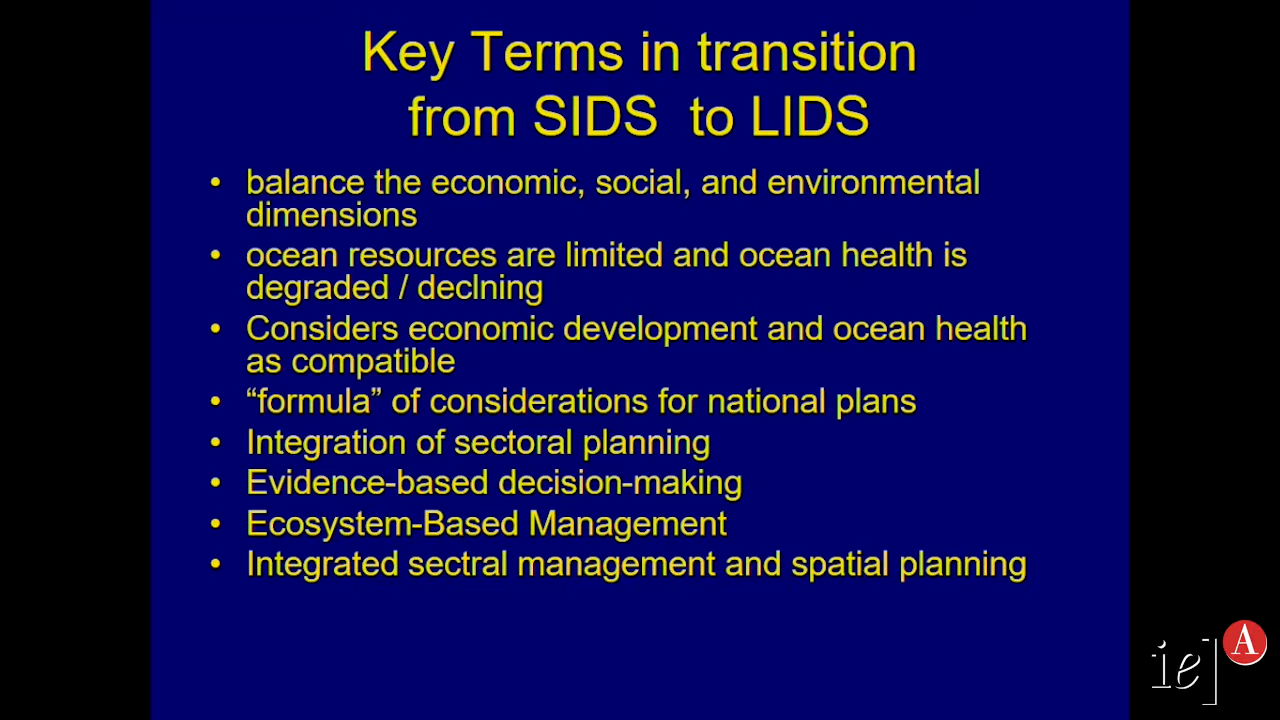 Key Terms in transition
from SIDS to LIDS
• balance the economic, social, and environmental
dimensions
• ocean resources are limited and ocean health is
degraded / declning
• Considers economic development and ocean health
as compatible
• “formula” of considerations for national plans
• Integration of sectoral planning
• Evidence-based decision-making
• Ecosystem-Based Management
• Integrated sectral management and spatial planning
ie] A